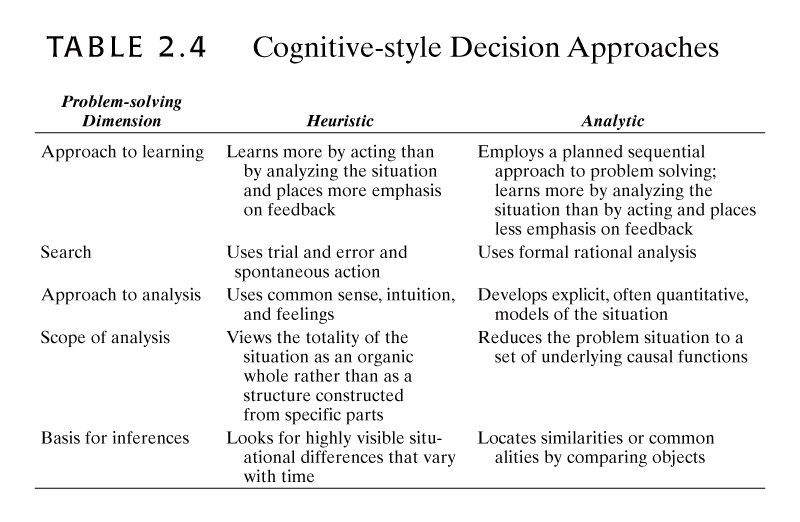 TABLE 2.4 Cognitive-style Decision Approaches
Problem-solving
Dimension Heuristic Analytic
Approach to learning Learns more by acting than Employs a planned sequential
by analyzing the situation approach to problem solving;
and places more emphasis learns more by analyzing the
on feedback situation than by acting and places
less emphasis on feedback
Search Uses trial and error and Uses formal rational analysis
spontaneous action
Approach to analysis Uses common sense, intuition, Develops explicit, often quantitative,
and feelings models of the situation
Scope of analysis Views the totality of the Reduces the problem situation to a
situation as an organic set of underlying causal functions
whole rather than as a
structure constructed
from specific parts
Basis for inferences Looks for highly visible situ- Locates similarities or common
ational differences that vary alities by comparing objects
with time